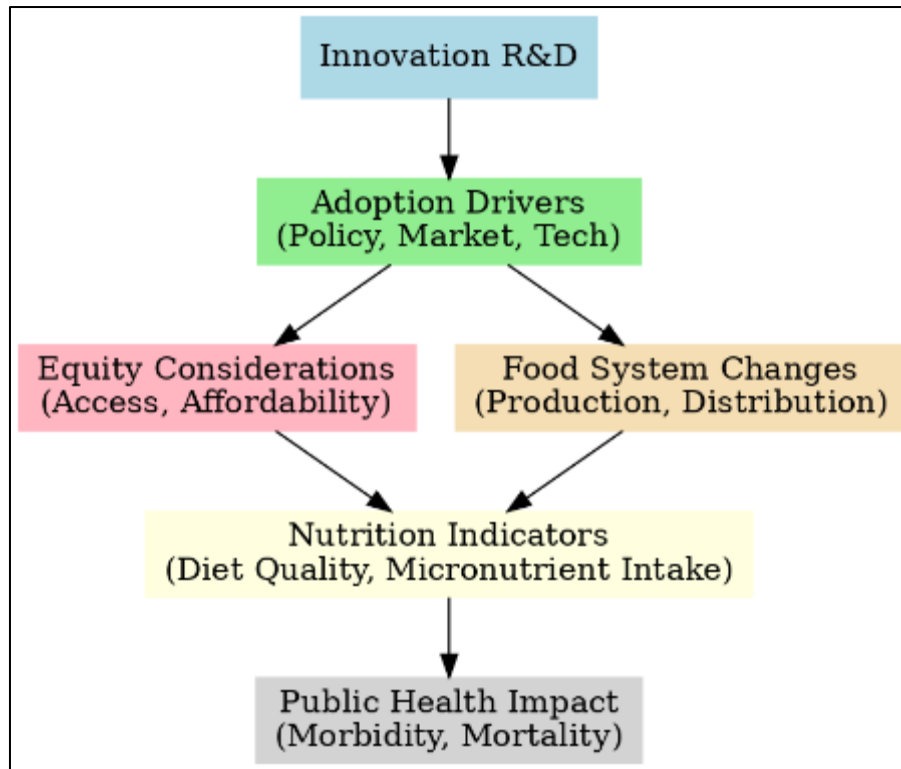 Innovation R&D
Adoption Drivers
(Policy, Market, Tech)
Equity Considerations
(Access, Affordability)
Food System Changes
(Production, Distribution)
Nutrition Indicators
(Diet Quality, Micronutrient Intake)
Public Health Impact
(Morbidity, Mortality)